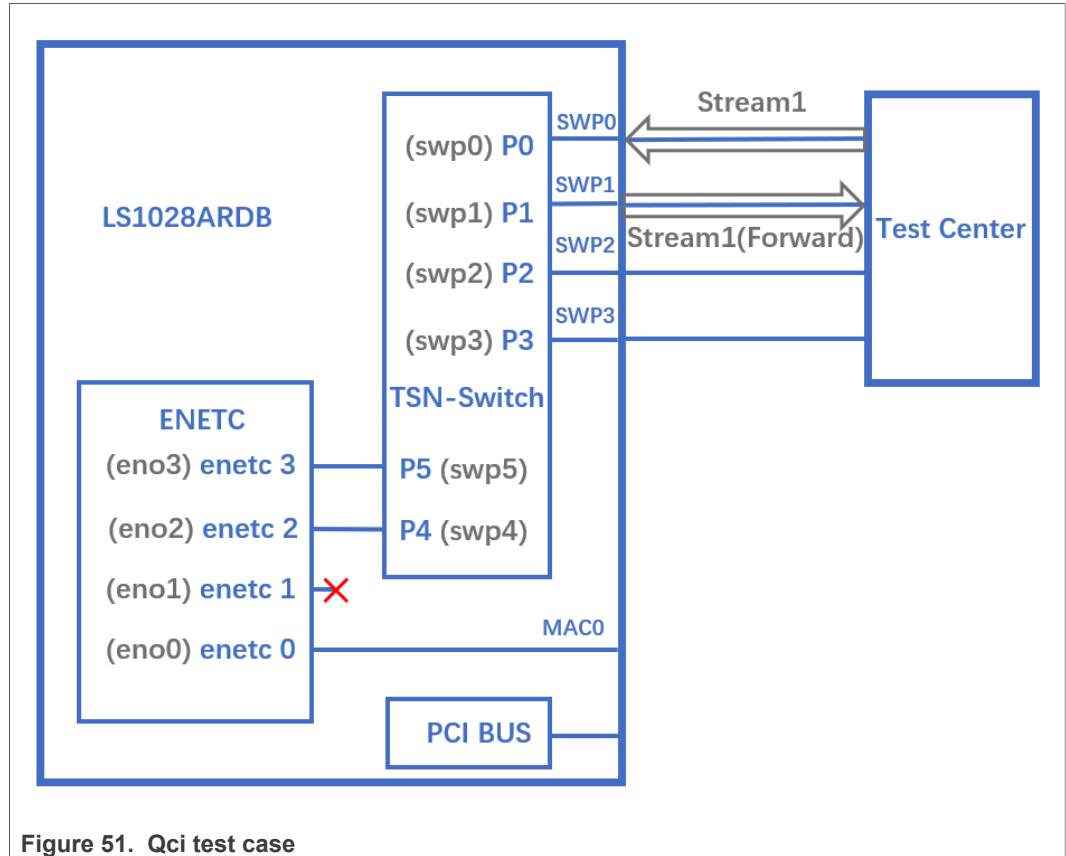 Stream1
SWP0
(swp0) P0
SWP1
LS1028ARDB
(swp1) P1
Test Center
Stream1(Forward)
SWP2
(swp2) P2
SWP3
(swp3) P3
TSN-Switch
ENETC
(eno3) enetc 3
P5 (swp5)
(eno2) enetc 2
P4 (swp4)
(eno1) enetc 1
MAC0
(eno0) enetc 0
PCI BUS
Figure 51. Qci test case